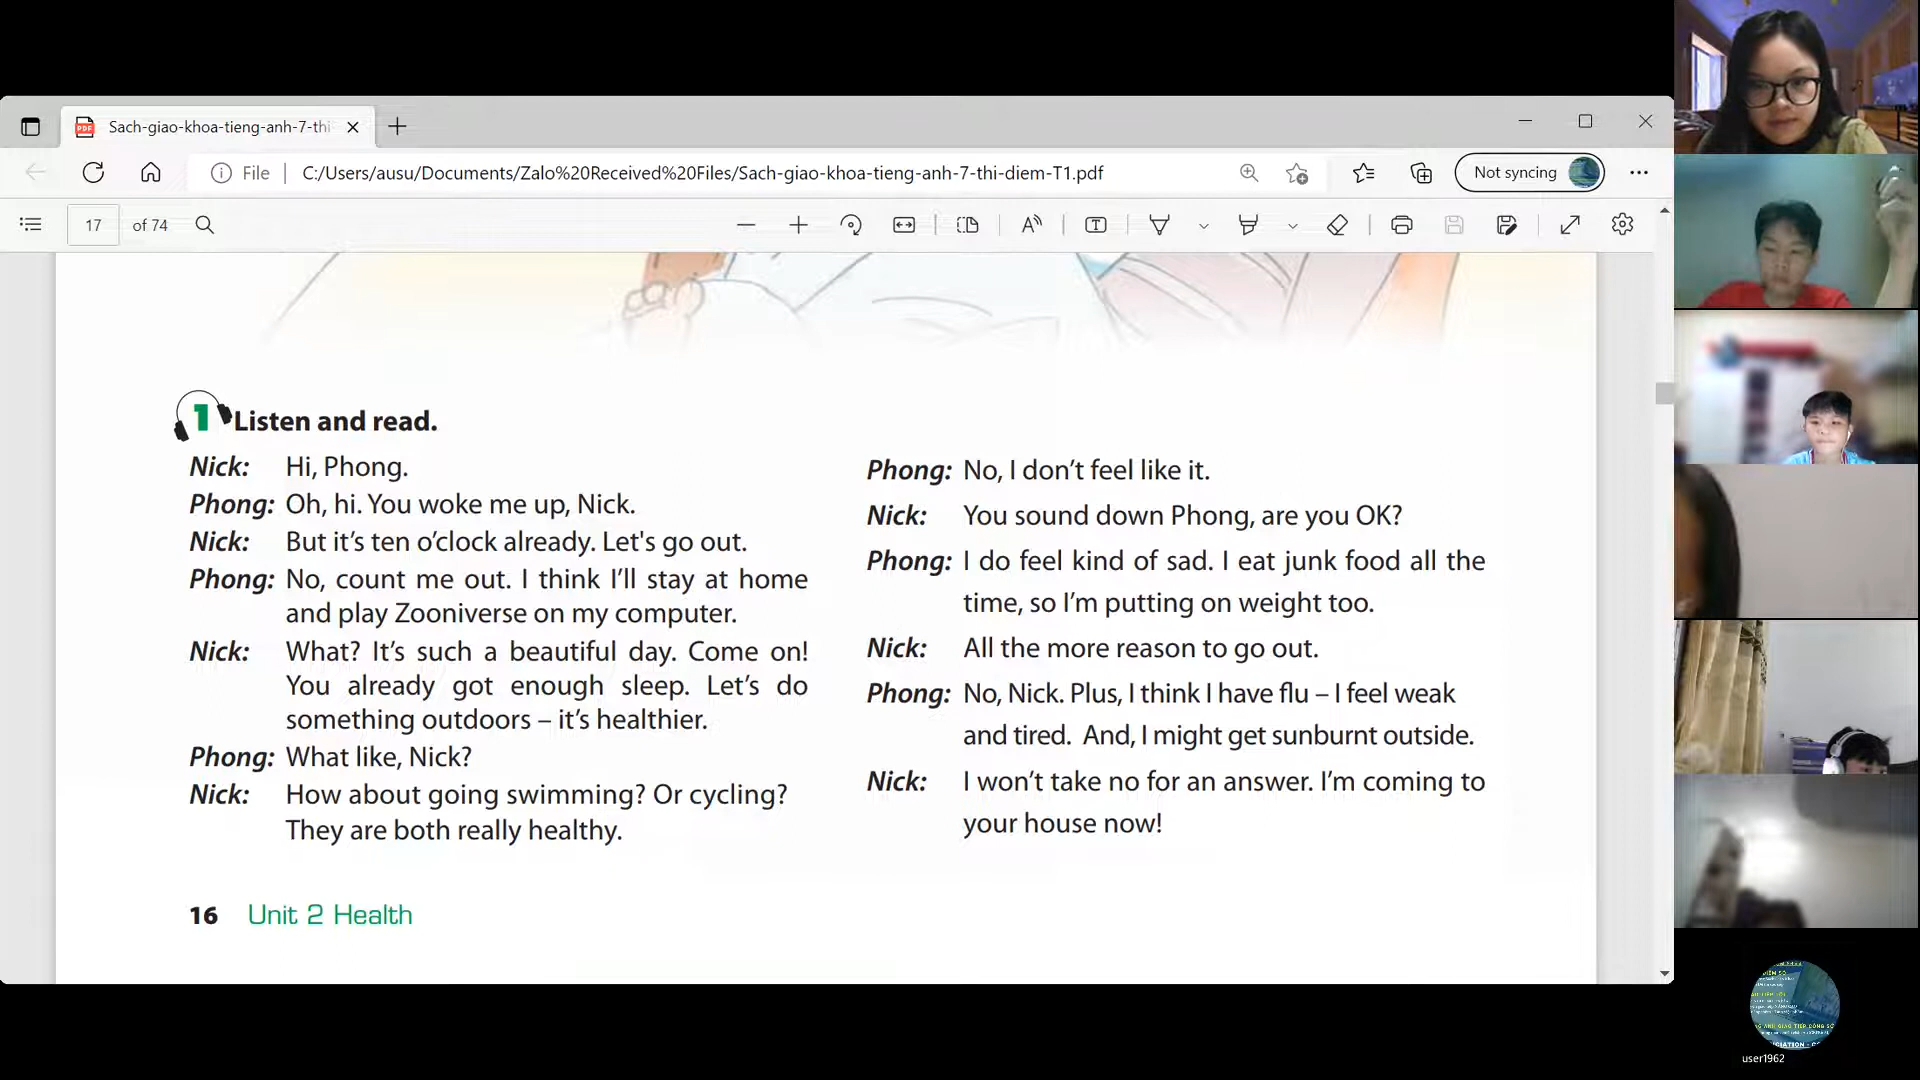 Sach-giao-khoa-tieng-anh-7-thi
File
C:/Users/ausu/Documents/Zalo%20Received%20Files/Sach-giao-khoa-tieng-anh-7-thi-diem-T1.pdf
Not syncing
17 of 74
1 Listen and read.
Nick: Hi, Phong.
Phong: Oh, hi. You woke me up, Nick.
Nick: But it’s ten o’clock already. Let's go out.
Phong: No, count me out. I think I’ll stay at home
and play Zooniverse on my computer.
Nick: What? It’s such a beautiful day. Come on!
You already got enough sleep. Let’s do
something outdoors – it’s healthier.
Phong: What like, Nick?
Nick: How about going swimming? Or cycling?
They are both really healthy.
Phong: No, I don’t feel like it.
Nick: You sound down Phong, are you OK?
Phong: I do feel kind of sad. I eat junk food all the
time, so I’m putting on weight too.
Nick: All the more reason to go out.
Phong: No, Nick. Plus, I think I have flu – I feel weak
and tired. And, I might get sunburnt outside.
Nick: I won’t take no for an answer. I’m coming to
your house now!
16 Unit 2 Health
user1962